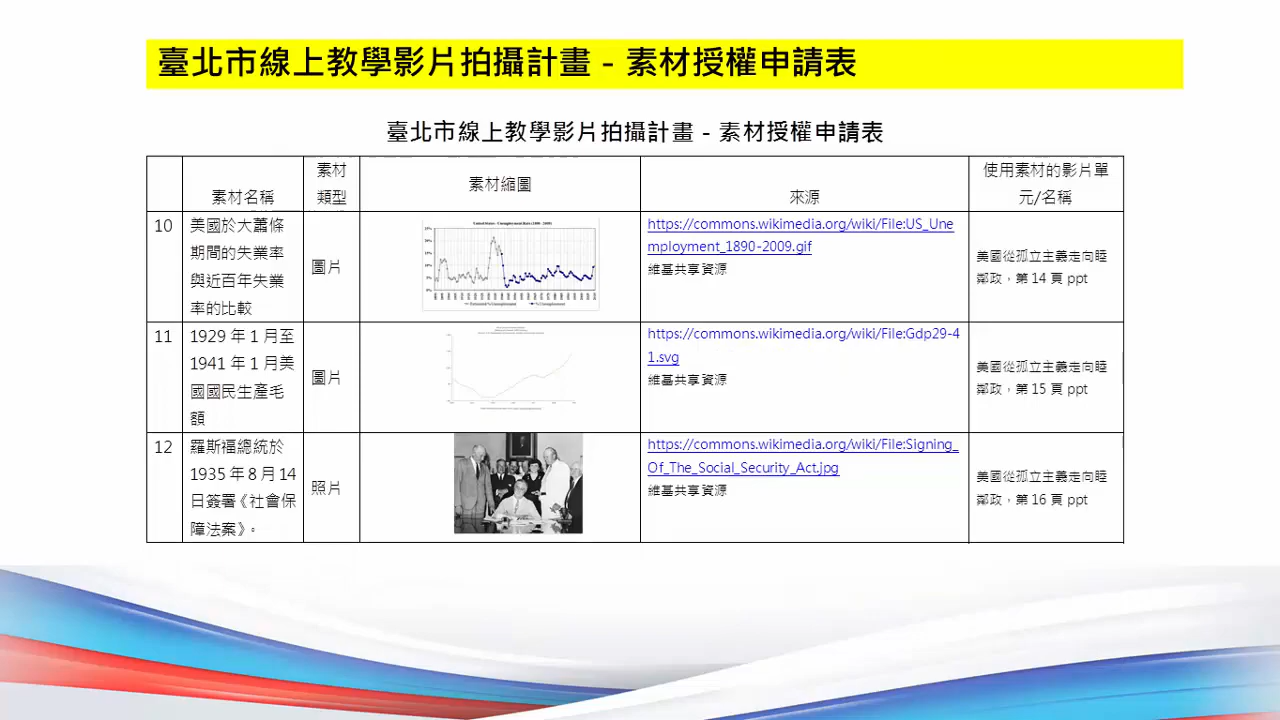 臺北市線上教學影片拍攝計畫 - 素材授權申請表
臺北市線上教學影片拍攝計畫 - 素材授權申請表
素材名稱
素材
類型
素材縮圖
來源
使用素材的影片單
元/名稱
10
美國於大蕭條
期間的失業率
與近百年失業
率的比較
圖片
https://commons.wikimedia.org/wiki/File:US_Une
mployment_1890-2009.gif
維基共享資源
美國從孤立主義走向睦
鄰政，第 14 頁 ppt
11
1929 年 1 月至
1941 年 1 月美
國國民生產毛
額
圖片
https://commons.wikimedia.org/wiki/File:Gdp29-4
1.svg
維基共享資源
美國從孤立主義走向睦
鄰政，第 15 頁 ppt
12
羅斯福總統於
1935 年 8 月 14
日簽署《社會保
障法案》。
照片
https://commons.wikimedia.org/wiki/File:Signing_
Of_The_Social_Security_Act.jpg
維基共享資源
美國從孤立主義走向睦
鄰政，第 16 頁 ppt